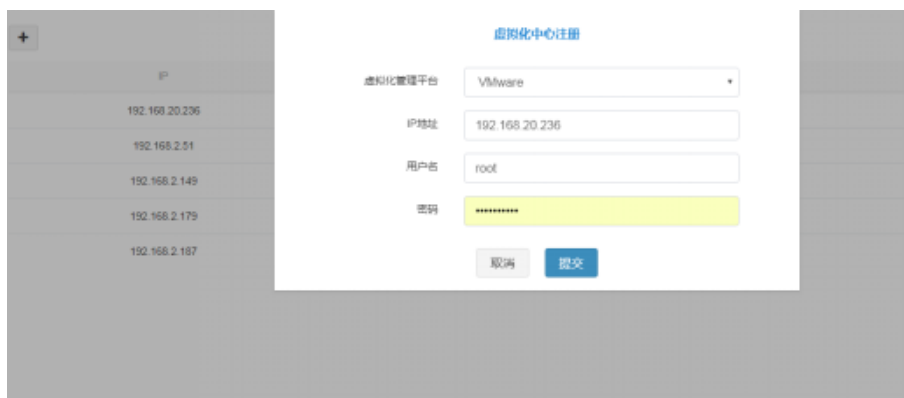 虚拟化中心注册
+
IP
192.168.20.236
192.168.2.51
192.168.2.149
192.168.2.179
192.168.2.187
虚拟化管理平台
VMware
IP地址
192.168.20.236
用户名
root
密码
••••••••••
取消
提交